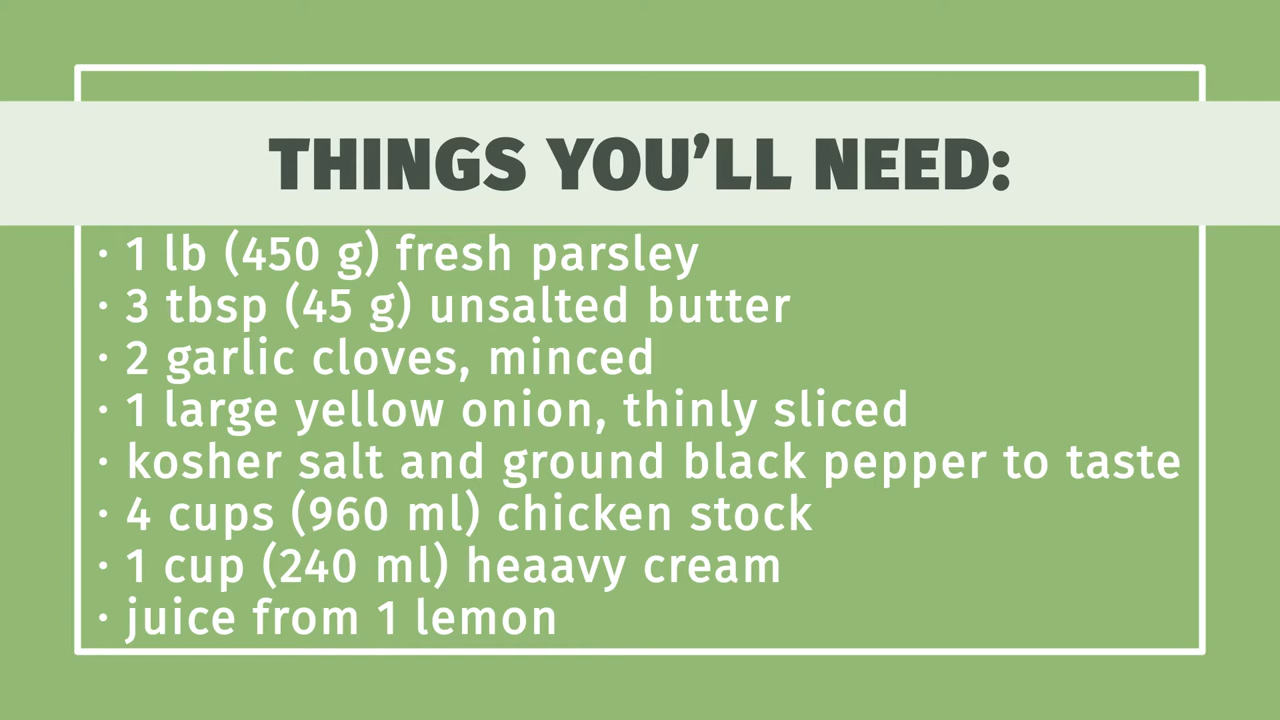 THINGS YOU’LL NEED:
· 1 lb (450 g) fresh parsley
· 3 tbsp (45 g) unsalted butter
· 2 garlic cloves, minced
· 1 large yellow onion, thinly sliced
· kosher salt and ground black pepper to taste
· 4 cups (960 ml) chicken stock
· 1 cup (240 ml) heaavy cream
· juice from 1 lemon